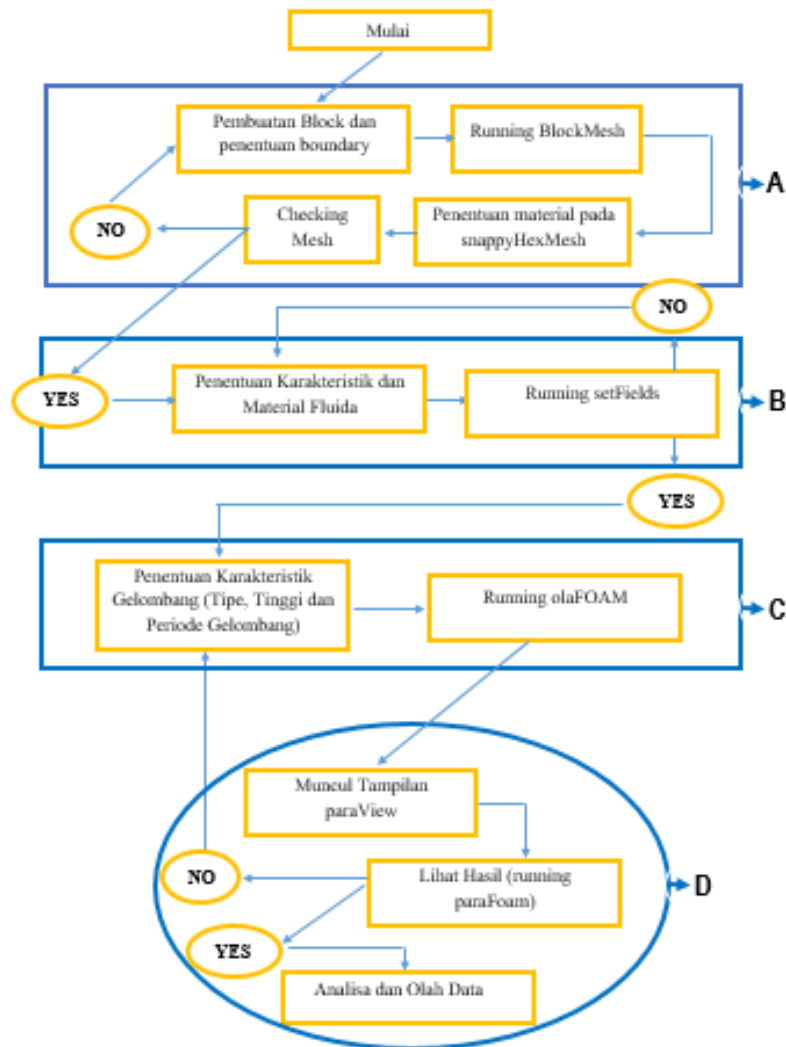 Mulai
Pembuatan Block dan
penentuan boundary
Running BlockMesh
A
NO
Checking
Mesh
Penentuan material pada
snappyHexMesh
NO
YES
Penentuan Karakteristik dan
Material Fluida
Running setFields
B
YES
Penentuan Karakteristik
Gelombang (Tipe, Tinggi dan
Periode Gelombang)
Running olaFOAM
C
Muncul Tampilan
paraView
NO
Lihat Hasil (running
paraFoam)
D
YES
Analisa dan Olah Data